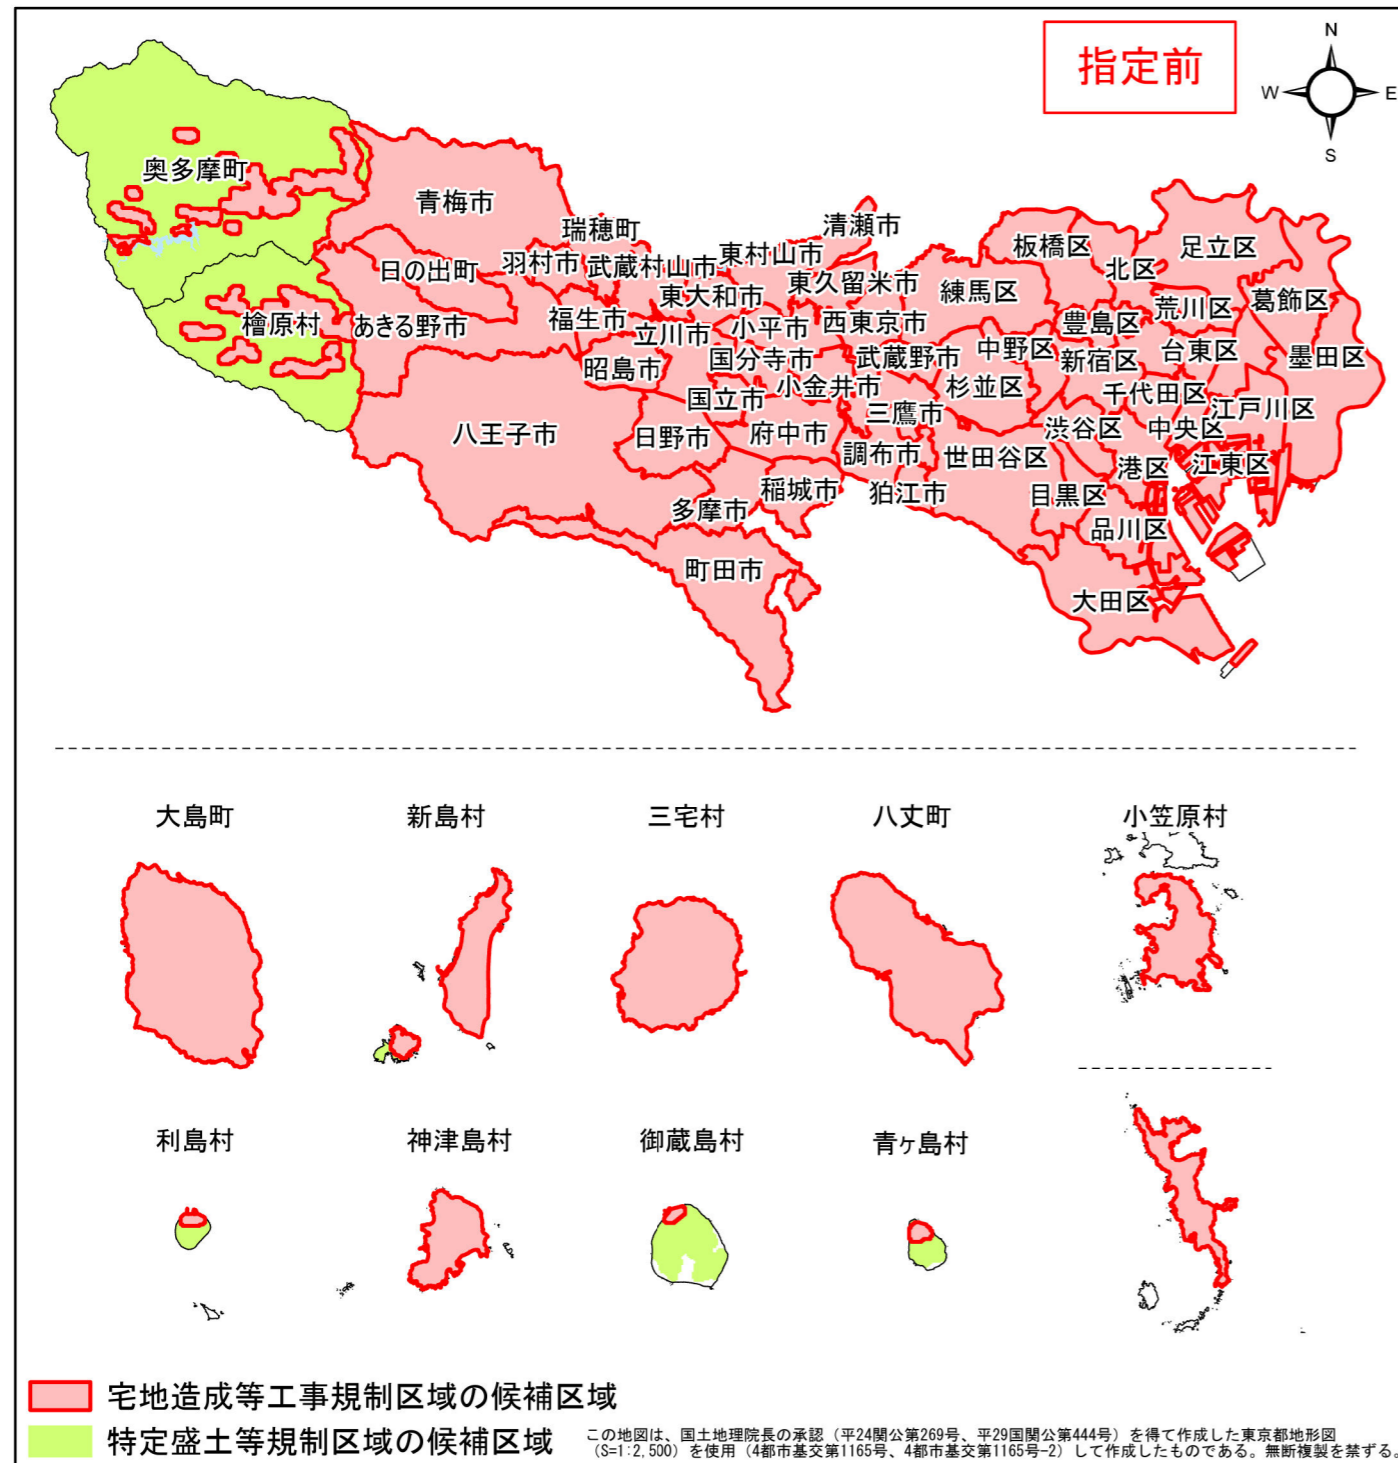 指定前
N
W
E
S
奥多摩町
青梅市
瑞穂町
清瀬市
板橋区
足立区
日の出町
羽村市
武蔵村山市
東村山市
北区
東大和市
東久留米市
練馬区
荒川区
葛飾区
檜原村
あきる野市
福生市
立川市
小平市
西東京市
豊島区
台東区
墨田区
昭島市
国分寺市
武蔵野市
中野区
新宿区
国立市
小金井市
杉並区
千代田区
江戸川区
八王子市
日野市
府中市
三鷹市
渋谷区
中央区
調布市
世田谷区
港区
江東区
多摩市
稲城市
狛江市
目黒区
品川区
町田市
大田区
大島町
新島村
三宅村
八丈町
小笠原村
利島村
神津島村
御蔵島村
青ヶ島村
宅地造成等工事規制区域の候補区域
特定盛土等規制区域の候補区域
この地図は、国土地理院長の承認（平24関公第269号、平29国関公第444号）を得て作成した東京都地形図
（S=1:2,500）を使用（4都市基交第1165号、4都市基交第1165号-2）して作成したものである。無断複製を禁ずる。